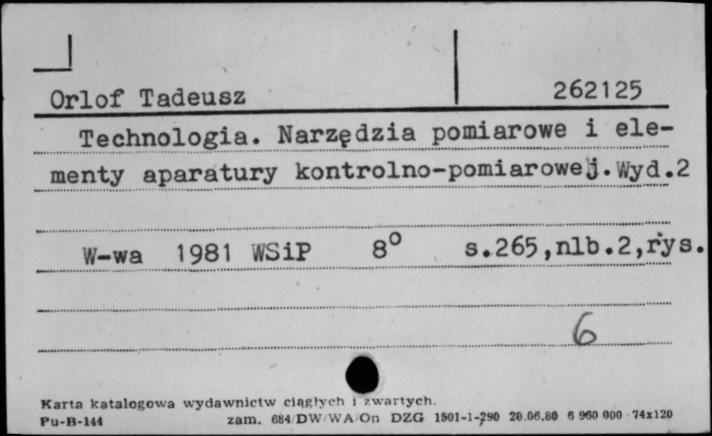 Orlof Tadeusz 262125
Technologia. Narzędzia pomiarowe i ele-
menty aparatury kontrolno-pomiarowej. Wyd.2
W-wa 1981 WSiP 8° s.265,nlb.2,rys.
6
Karta katalogowa wydawnictw ciągłych i zwartych.
Pu-B-144 zam. 684/DW/WA/On DZG 1501-1-290 20.06.80 6 960 000 74x120